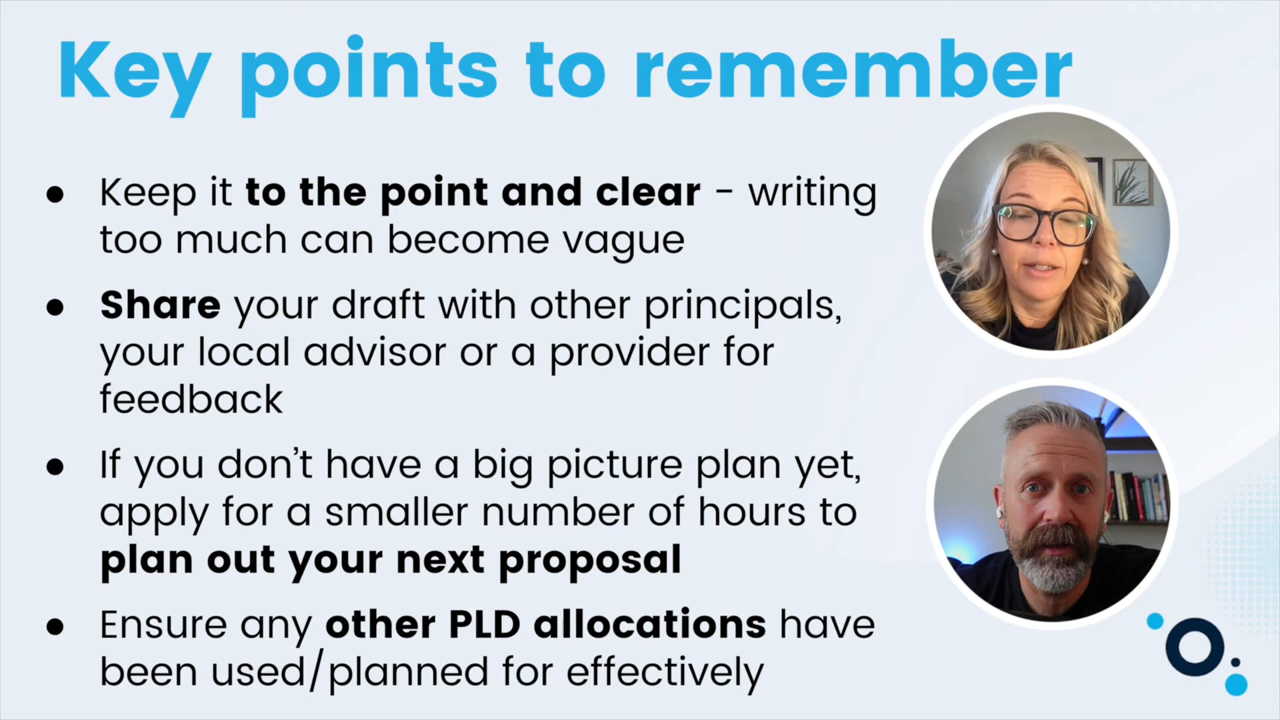 Key points to remember
● Keep it to the point and clear - writing
too much can become vague
● Share your draft with other principals,
your local advisor or a provider for
feedback
● If you don’t have a big picture plan yet,
apply for a smaller number of hours to
plan out your next proposal
● Ensure any other PLD allocations have
been used/planned for effectively